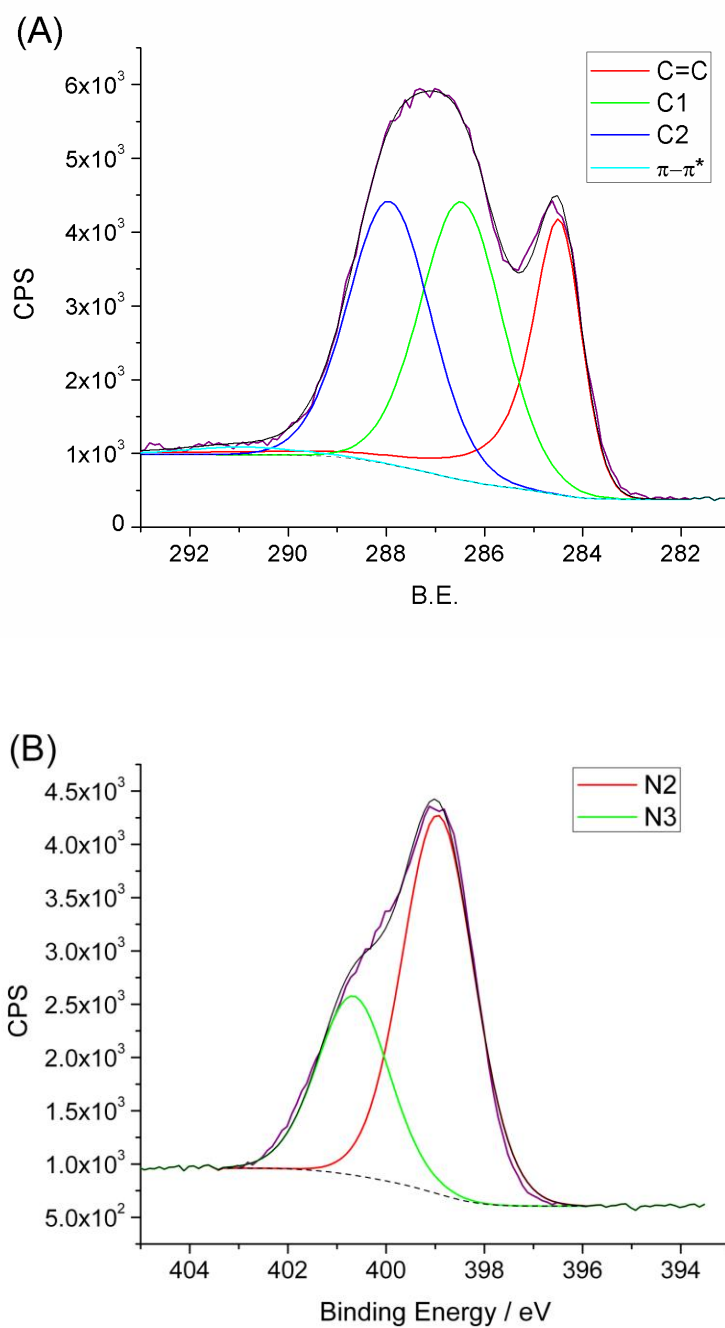 (A)
C=C
C1
C2
π−π*
6x10³
5x10³
4x10³
3x10³
2x10³
1x10³
0
CPS
292 290 288 286 284 282
B.E.
(B)
N2
N3
4.5x10³
4.0x10³
3.5x10³
3.0x10³
2.5x10³
2.0x10³
1.5x10³
1.0x10³
5.0x10²
CPS
404 402 400 398 396 394
Binding Energy / eV